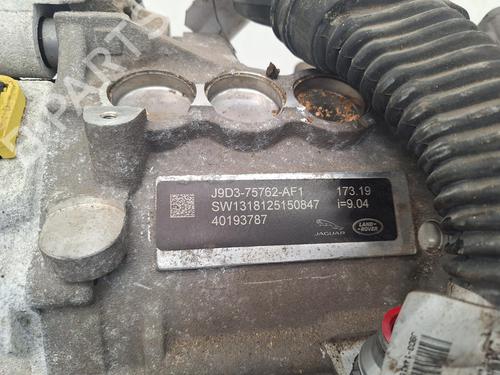 J9D3-75762-AF1 173.19
SW1318125150847 i=9.04
40193787
JAGUAR LAND ROVER